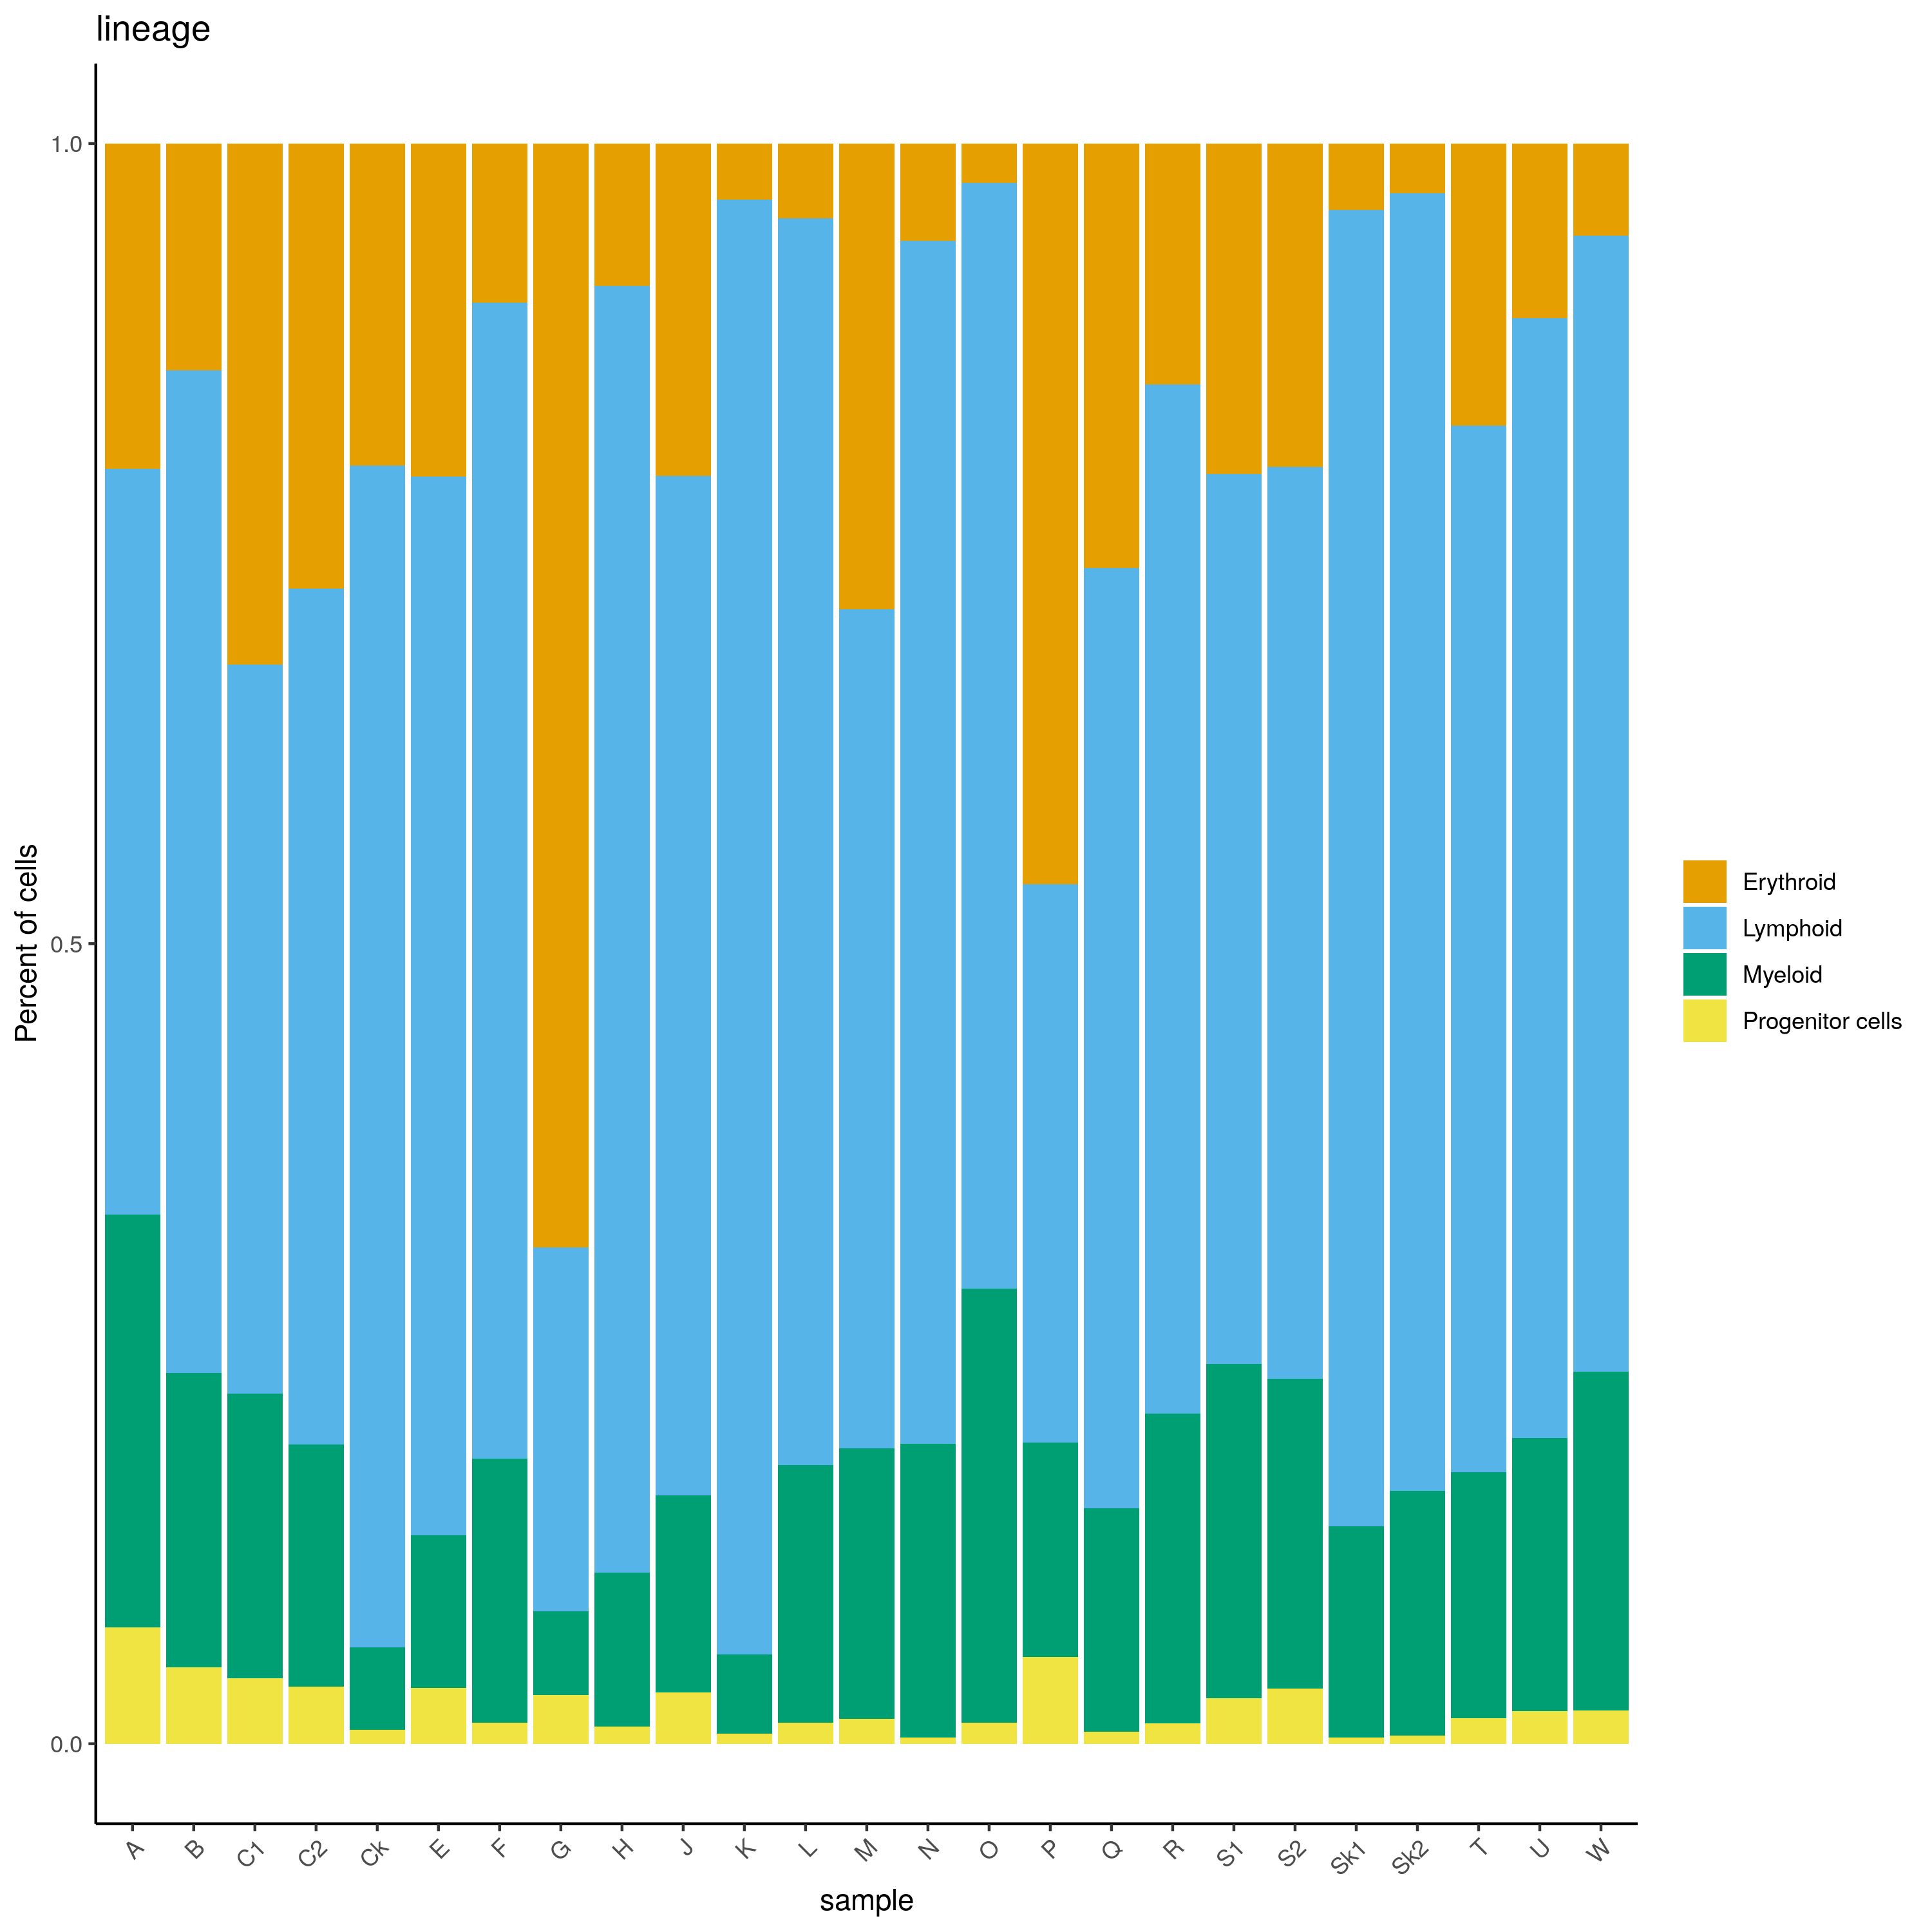 lineage
1.0
0.5
0.0
Percent of cells
A B C1 C2 Ck E F G H J K L M N O P Q R S1 S2 Sk1 Sk2 T U W
sample
Erythroid
Lymphoid
Myeloid
Progenitor cells